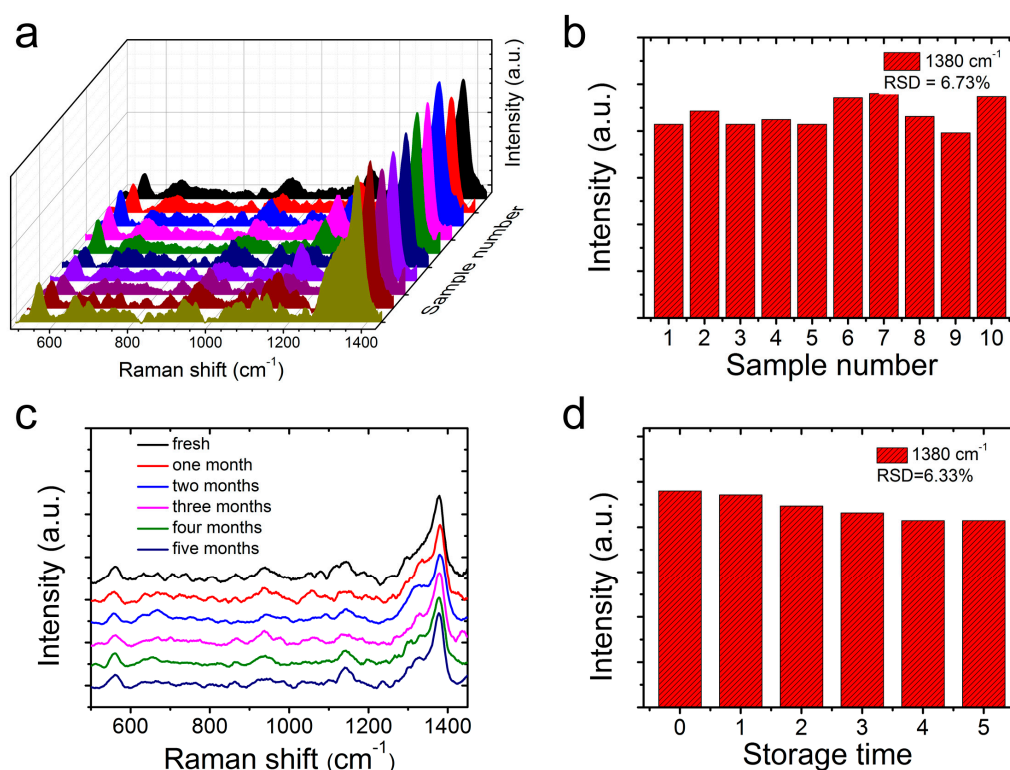 a
Intensity (a.u.)
Sample number
600 800 1000 1200 1400
Raman shift (cm⁻¹)
b
Intensity (a.u.)
1380 cm⁻¹
RSD = 6.73%
1 2 3 4 5 6 7 8 9 10
Sample number
c
Intensity (a.u.)
fresh
one month
two months
three months
four months
five months
600 800 1000 1200 1400
Raman shift (cm⁻¹)
d
Intensity (a.u.)
1380 cm⁻¹
RSD=6.33%
0 1 2 3 4 5
Storage time